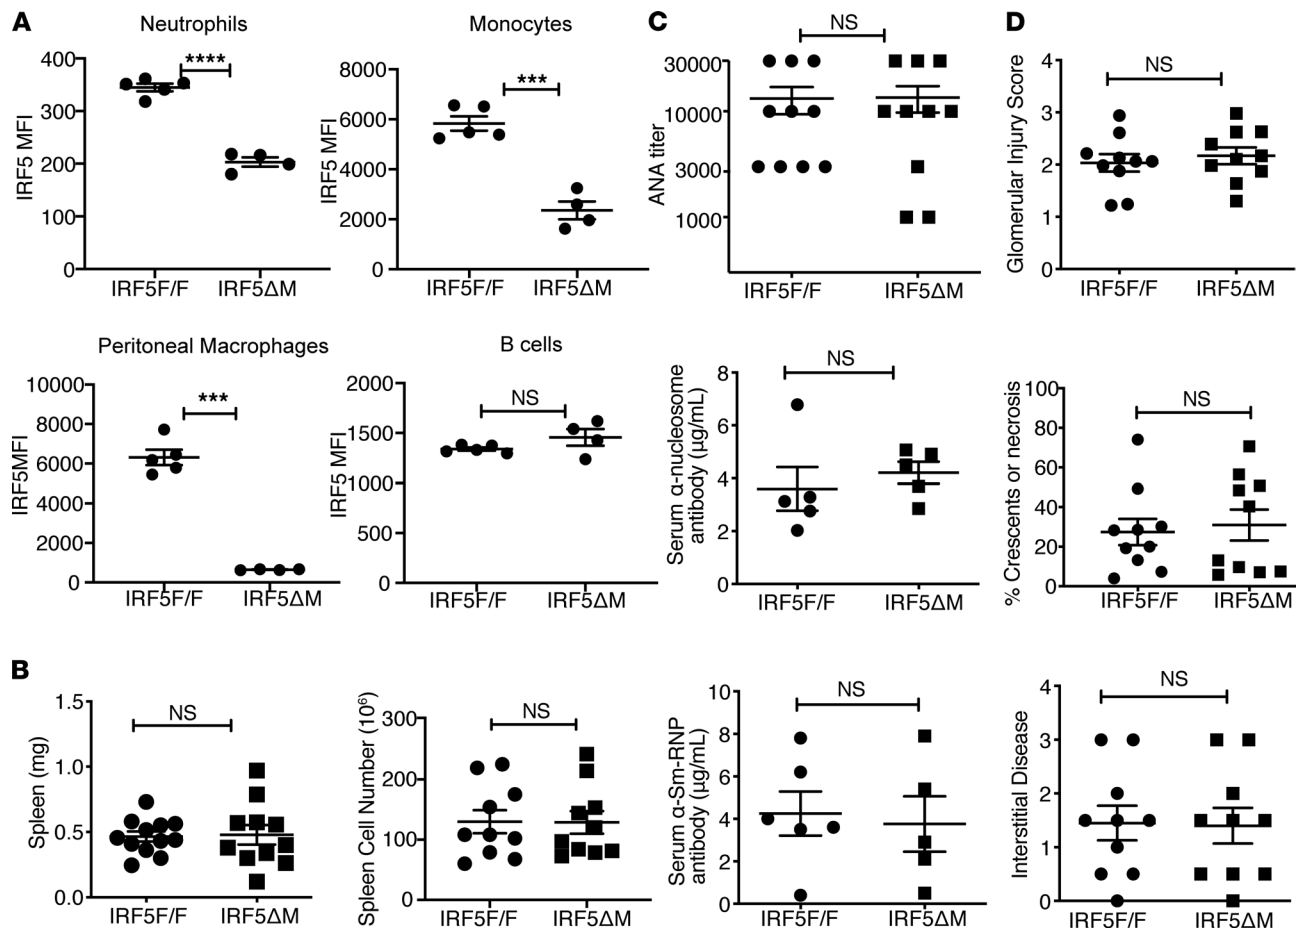 A
Neutrophils
400
300
200
100
0
IRF5 MFI
****
IRF5F/F
IRF5ΔM
Monocytes
8000
6000
4000
2000
0
IRF5 MFI
***
IRF5F/F
IRF5ΔM
Peritoneal Macrophages
10000
8000
6000
4000
2000
0
IRF5MFI
***
IRF5F/F
IRF5ΔM
B cells
2000
1500
1000
500
0
IRF5 MFI
NS
IRF5F/F
IRF5ΔM
B
1.5
1.0
0.5
0.0
Spleen (mg)
NS
IRF5F/F
IRF5ΔM
300
200
100
0
Spleen Cell Number (10⁶)
NS
IRF5F/F
IRF5ΔM
C
NS
30000
10000
3000
1000
ANA titer
IRF5F/F
IRF5ΔM
NS
8
6
4
2
0
Serum α-nucleosome
antibody (μg/mL)
IRF5F/F
IRF5ΔM
NS
10
8
6
4
2
0
Serum α-Sm-RNP
antibody (μg/mL)
IRF5F/F
IRF5ΔM
D
NS
4
3
2
1
0
Glomerular Injury Score
IRF5F/F
IRF5ΔM
NS
100
80
60
40
20
0
% Crescents or necrosis
IRF5F/F
IRF5ΔM
NS
4
3
2
1
0
Interstitial Disease
IRF5F/F
IRF5ΔM